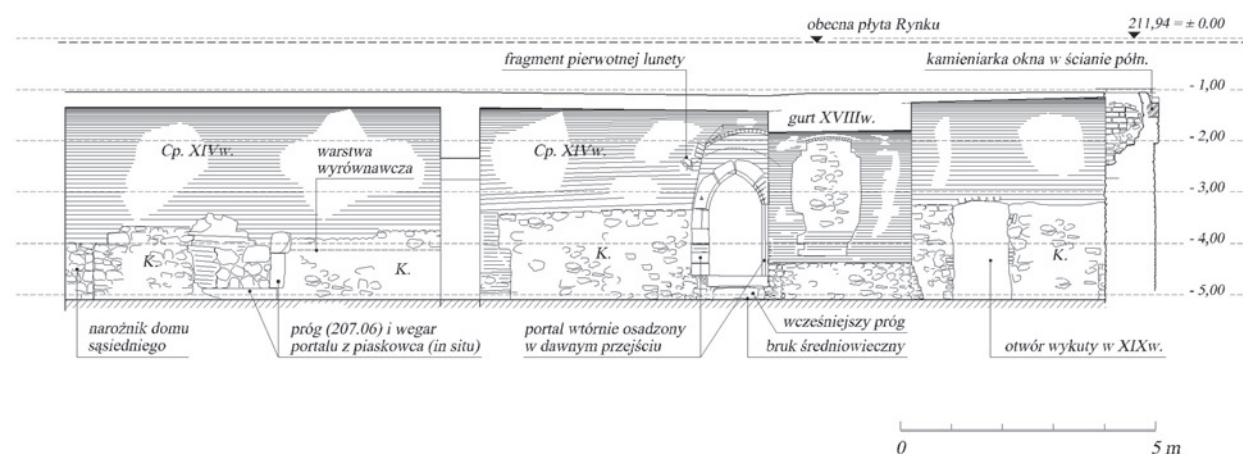 obecna płyta Rynku
211,94 = ± 0.00
fragment pierwotnej lunety
kamieniarka okna w ścianie półn.
- 1,00
gurt XVIIIw.
- 2,00
Cp. XIVw.
warstwa
wyrównawcza
Cp. XIVw.
- 3,00
- 4,00
K.
K.
K.
K.
- 5,00
narożnik domu
sąsiedniego
próg (207.06) i węgar
portalu z piaskowca (in situ)
portal wtórnie osadzony
w dawnym przejściu
wcześniejszy próg
bruk średniowieczny
otwór wykuty w XIXw.
0
5 m